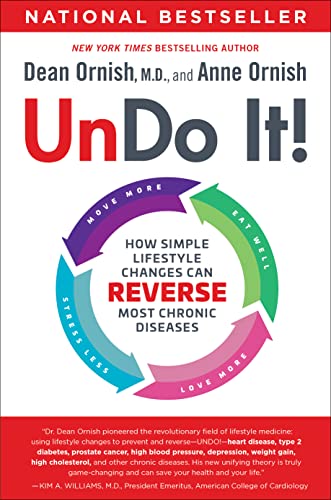 NATIONAL BESTSELLER
NEW YORK TIMES BESTSELLING AUTHOR
Dean Ornish, M.D., and Anne Ornish
UnDo It!
MOVE MORE
EAT WELL
HOW SIMPLE
LIFESTYLE
CHANGES CAN
REVERSE
MOST CHRONIC
DISEASES
STRESS LESS
LOVE MORE
"Dr. Dean Ornish pioneered the revolutionary field of lifestyle medicine;
using lifestyle changes to prevent and reverse—UNDO!—heart disease, type 2
diabetes, prostate cancer, high blood pressure, depression, weight gain,
high cholesterol, and other chronic diseases. His new unifying theory is truly
game-changing and can save your health and your life."
—KIM A. WILLIAMS, M.D., President Emeritus, American College of Cardiology